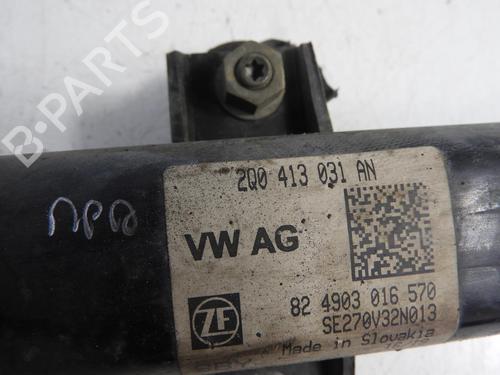 B-PARTS
2Q0 413 031 AN
VW AG
82 4903 016 570
SE270V32N013
ZF
Made in Slovakia